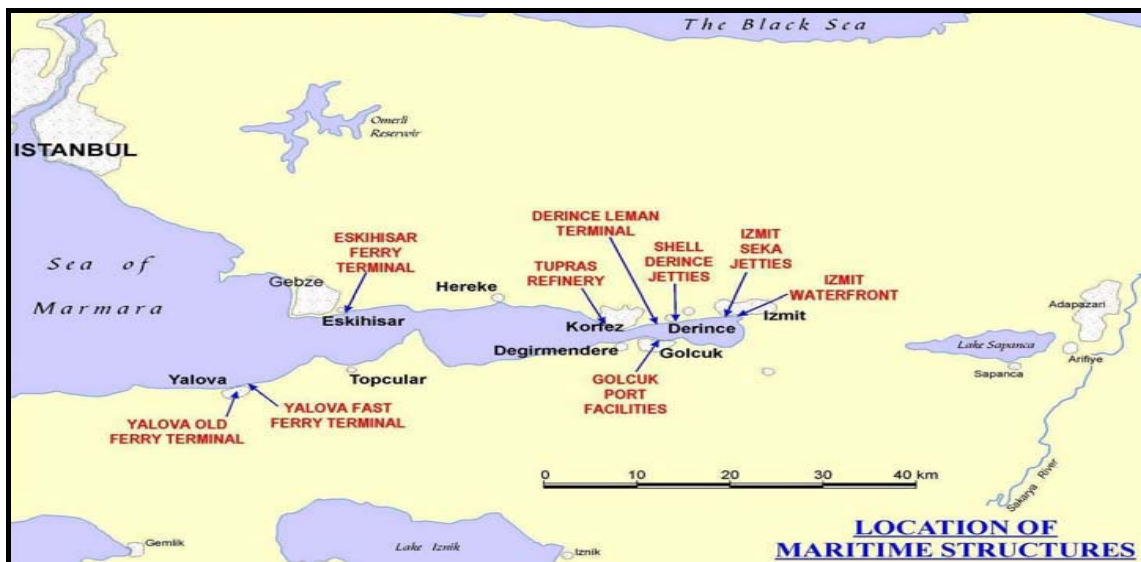 The Black Sea
Omerli
Reservoir
ISTANBUL
DERINCE LEMAN
TERMINAL
ESKIHISAR
FERRY
TERMINAL
SHELL
DERINCE
JETTIES
IZMIT
SEKA
JETTIES
TUPRAS
REFINERY
IZMIT
WATERFRONT
Sea of
Marmara
Gebze
Hereke
Eskihisar
Korfez
Derince
Izmit
Adapazari
Degirmendere
Golcuk
Lake Sapanca
Arifiye
Sapanca
Yalova
Topcular
GOLCUK
PORT
FACILITIES
YALOVA OLD
FERRY TERMINAL
YALOVA FAST
FERRY TERMINAL
0 10 20 30 40 km
Sakarya River
Gemlik
Lake Iznik
Iznik
LOCATION OF
MARITIME STRUCTURES